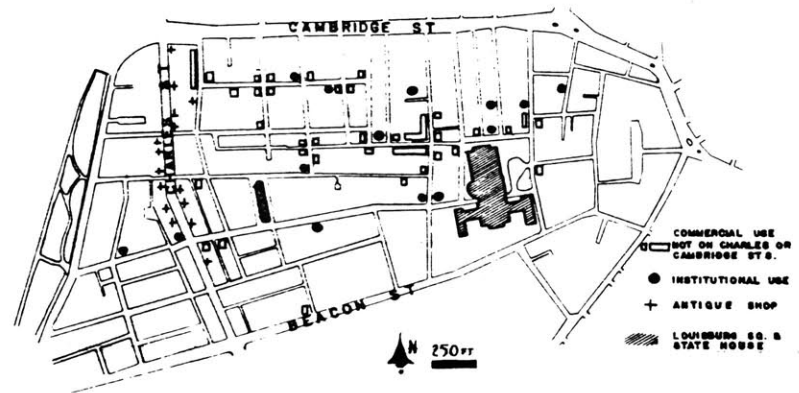 CAMBRIDGE ST
BEACON ST
N
250 FT
COMMERCIAL USE
NOT ON CHARLES OR
CAMBRIDGE STS.
INSTITUTIONAL USE
ANTIQUE SHOP
LOUISBURG SQ. &
STATE HOUSE